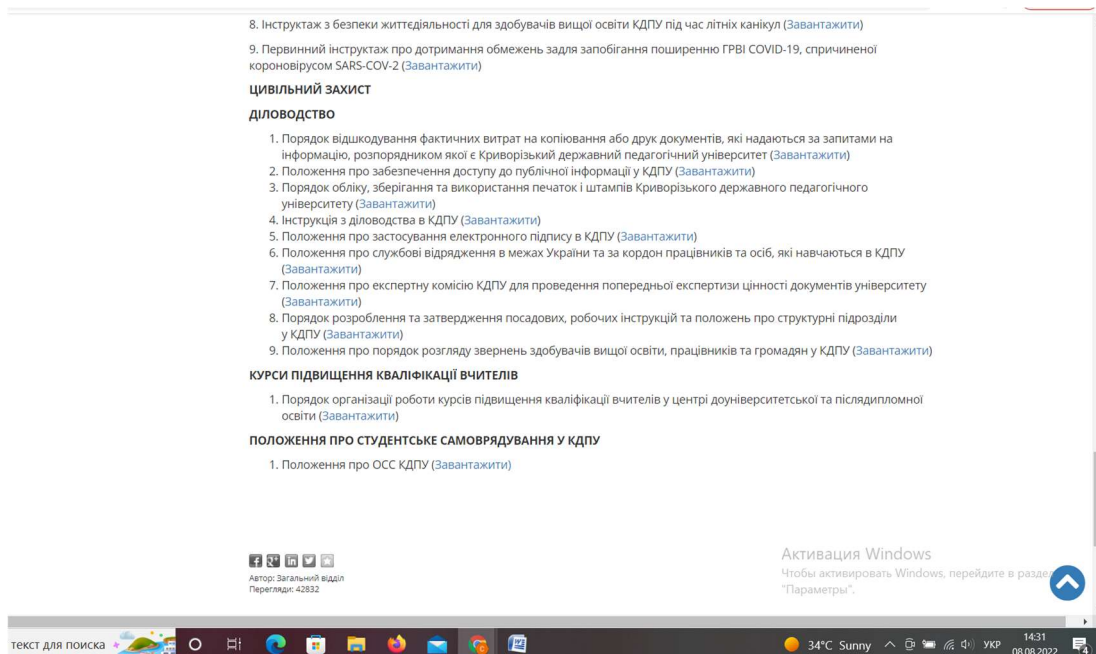 8. Інструктаж з безпеки життєдіяльності для здобувачів вищої освіти КДПУ під час літніх канікул (Завантажити)
9. Первинний інструктаж про дотримання обмежень задля запобігання поширенню ГРВІ COVID-19, спричиненої
короновірусом SARS-COV-2 (Завантажити)
ЦИВІЛЬНИЙ ЗАХИСТ
ДІЛОВОДСТВО
1. Порядок відшкодування фактичних витрат на копіювання або друк документів, які надаються за запитами на
інформацію, розпорядником якої є Криворізький державний педагогічний університет (Завантажити)
2. Положення про забезпечення доступу до публічної інформації у КДПУ (Завантажити)
3. Порядок обліку, зберігання та використання печаток і штампів Криворізького державного педагогічного
університету (Завантажити)
4. Інструкція з діловодства в КДПУ (Завантажити)
5. Положення про застосування електронного підпису в КДПУ (Завантажити)
6. Положення про службові відрядження в межах України та за кордон працівників та осіб, які навчаються в КДПУ
(Завантажити)
7. Положення про експертну комісію КДПУ для проведення попередньої експертизи цінності документів університету
(Завантажити)
8. Порядок розроблення та затвердження посадових, робочих інструкцій та положень про структурні підрозділи
у КДПУ (Завантажити)
9. Положення про порядок розгляду звернень здобувачів вищої освіти, працівників та громадян у КДПУ (Завантажити)
КУРСИ ПІДВИЩЕННЯ КВАЛІФІКАЦІЇ ВЧИТЕЛІВ
1. Порядок організації роботи курсів підвищення кваліфікації вчителів у центрі доуніверситетської та післядипломної
освіти (Завантажити)
ПОЛОЖЕННЯ ПРО СТУДЕНТСЬКЕ САМОВРЯДУВАННЯ У КДПУ
1. Положення про ОСС КДПУ (Завантажити)
Автор: Загальний відділ
Перегляди: 42832
Активация Windows
Чтобы активировать Windows, перейдите в раздел
"Параметры".
текст для поиска
34°C Sunny
УКР
14:31
08.08.2022
4